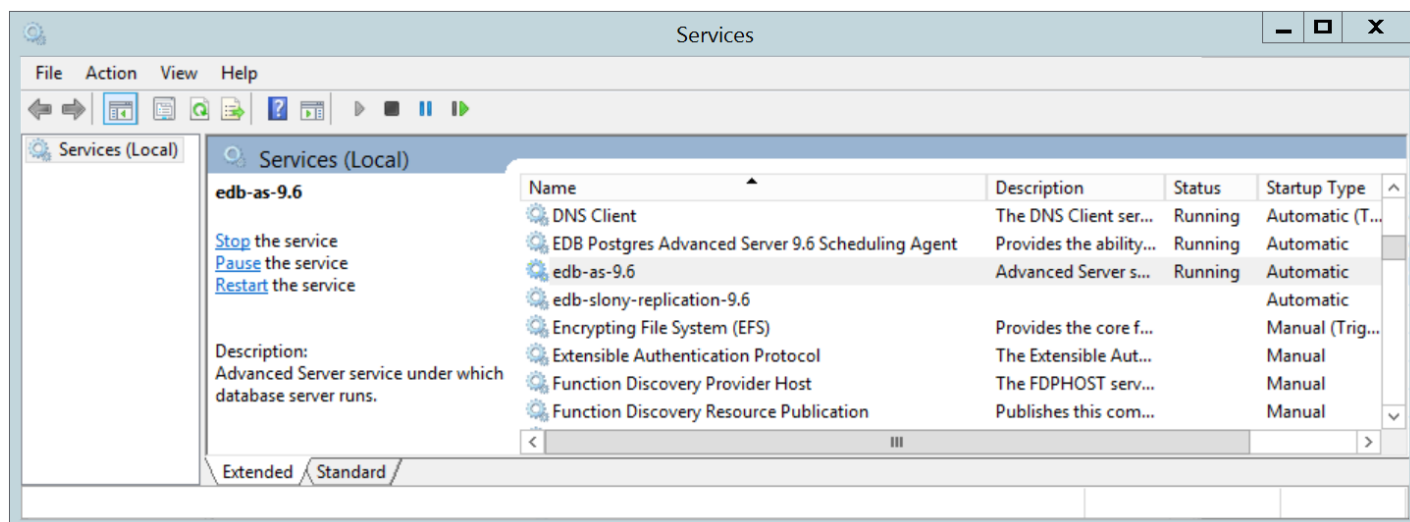 Services
File Action View Help
Services (Local)
Services (Local)
edb-as-9.6
Stop the service
Pause the service
Restart the service
Description:
Advanced Server service under which
database server runs.
Name Description Status Startup Type
DNS Client The DNS Client ser... Running Automatic (T...
EDB Postgres Advanced Server 9.6 Scheduling Agent Provides the ability... Running Automatic
edb-as-9.6 Advanced Server s... Running Automatic
edb-slony-replication-9.6 Automatic
Encrypting File System (EFS) Provides the core f... Manual (Trig...
Extensible Authentication Protocol The Extensible Aut... Manual
Function Discovery Provider Host The FDPHOST serv... Manual
Function Discovery Resource Publication Publishes this com... Manual
Extended Standard